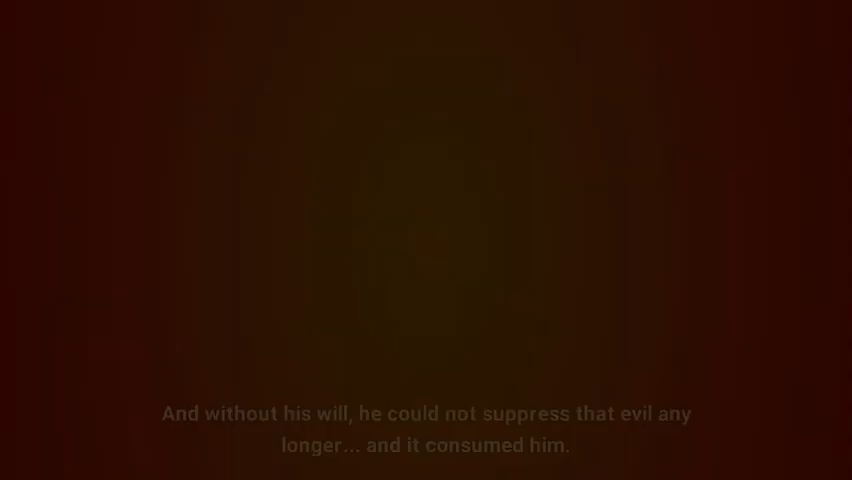 And without his will, he could not suppress that evil any
longer... and it consumed him.